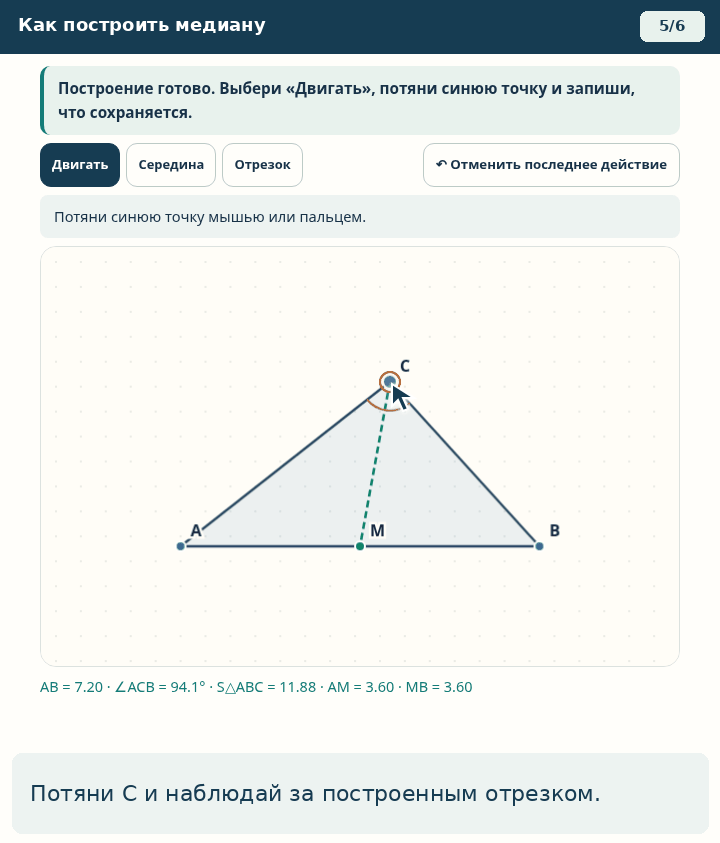 Как построить медиану
5/6
Построение готово. Выбери «Двигать», потяни синюю точку и запиши,
что сохраняется.
Двигать
Середина
Отрезок
↶ Отменить последнее действие
Потяни синюю точку мышью или пальцем.
C
A
M
B
AB = 7.20 · ∠ACB = 94.1° · S△ABC = 11.88 · AM = 3.60 · MB = 3.60
Потяни C и наблюдай за построенным отрезком.